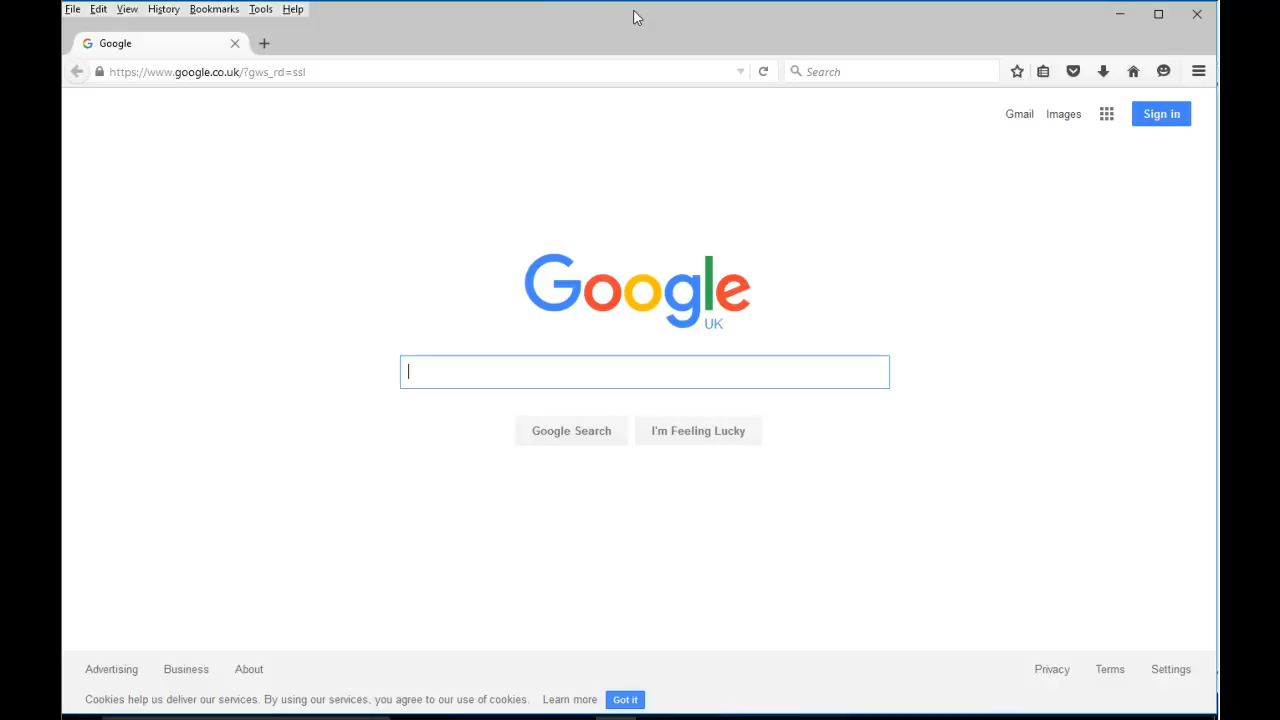 File Edit View History Bookmarks Tools Help
Google
https://www.google.co.uk/?gws_rd=ssl
Search
Gmail Images Sign in
Google
UK
Google Search I'm Feeling Lucky
Advertising Business About Privacy Terms Settings
Cookies help us deliver our services. By using our services, you agree to our use of cookies. Learn more Got it